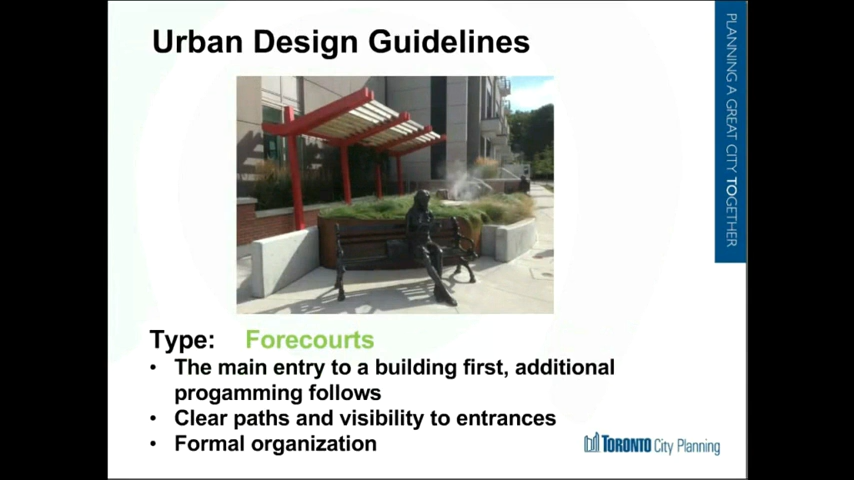 Urban Design Guidelines
PLANNING A GREAT CITY TOGETHER
Type: Forecourts
• The main entry to a building first, additional
progamming follows
• Clear paths and visibility to entrances
• Formal organization
TORONTO City Planning